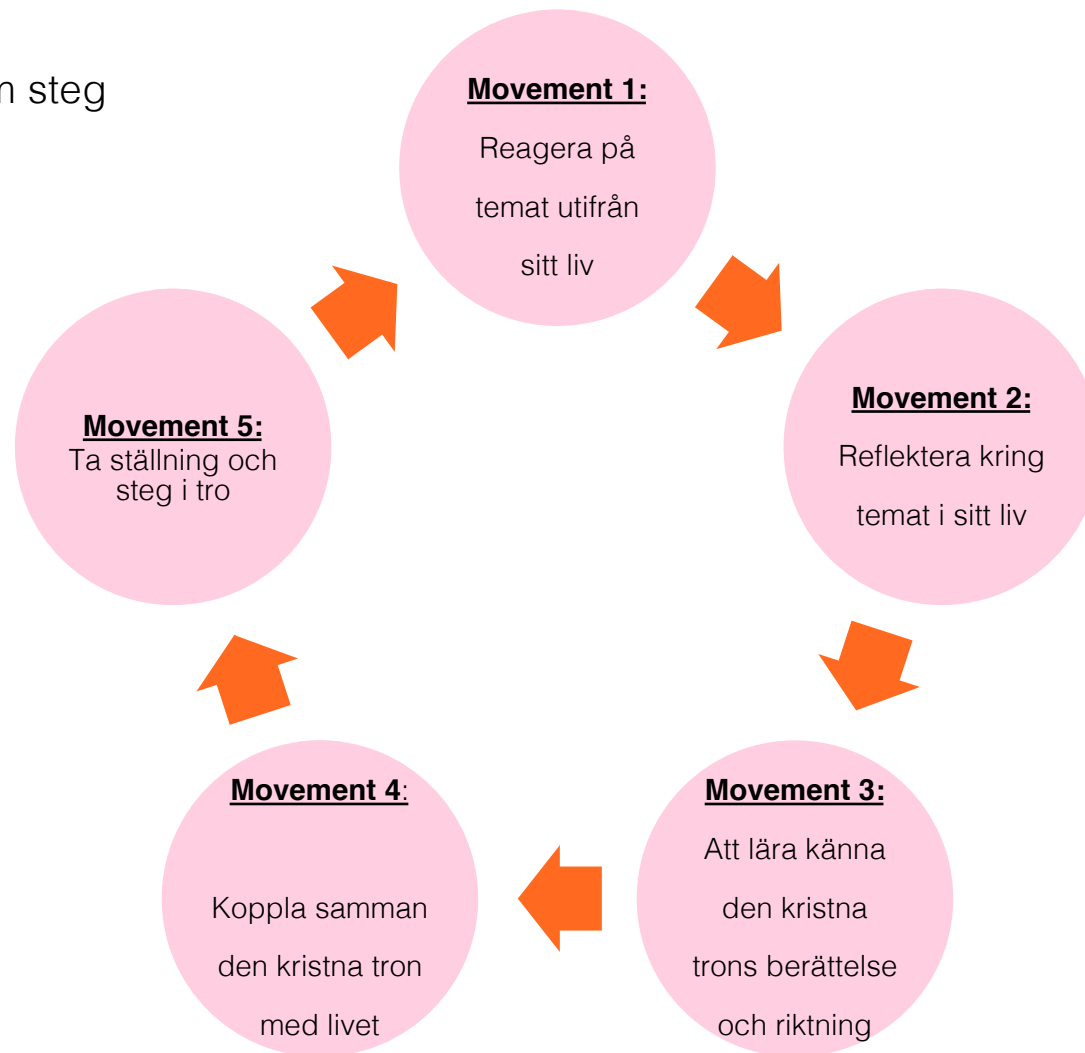 steg
Movement 1:
Reagera på
temat utifrån
sitt liv
Movement 2:
Reflektera kring
temat i sitt liv
Movement 3:
Att lära känna
den kristna
trons berättelse
och riktning
Movement 4:
Koppla samman
den kristna tron
med livet
Movement 5:
Ta ställning och
steg i tro